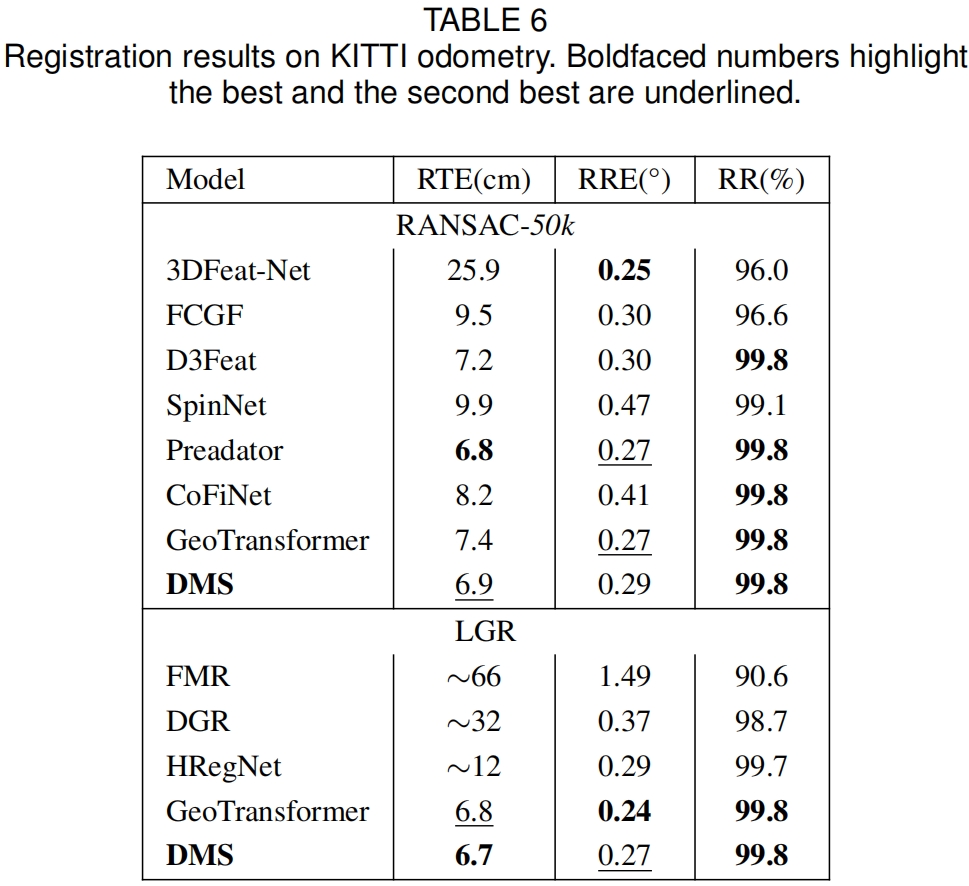 TABLE 6
Registration results on KITTI odometry. Boldfaced numbers highlight
the best and the second best are underlined.
Model RTE(cm) RRE(°) RR(%)
RANSAC-50k
3DFeat-Net 25.9 0.25 96.0
FCGF 9.5 0.30 96.6
D3Feat 7.2 0.30 99.8
SpinNet 9.9 0.47 99.1
Preadator 6.8 0.27 99.8
CoFiNet 8.2 0.41 99.8
GeoTransformer 7.4 0.27 99.8
DMS 6.9 0.29 99.8
LGR
FMR ~66 1.49 90.6
DGR ~32 0.37 98.7
HRegNet ~12 0.29 99.7
GeoTransformer 6.8 0.24 99.8
DMS 6.7 0.27 99.8